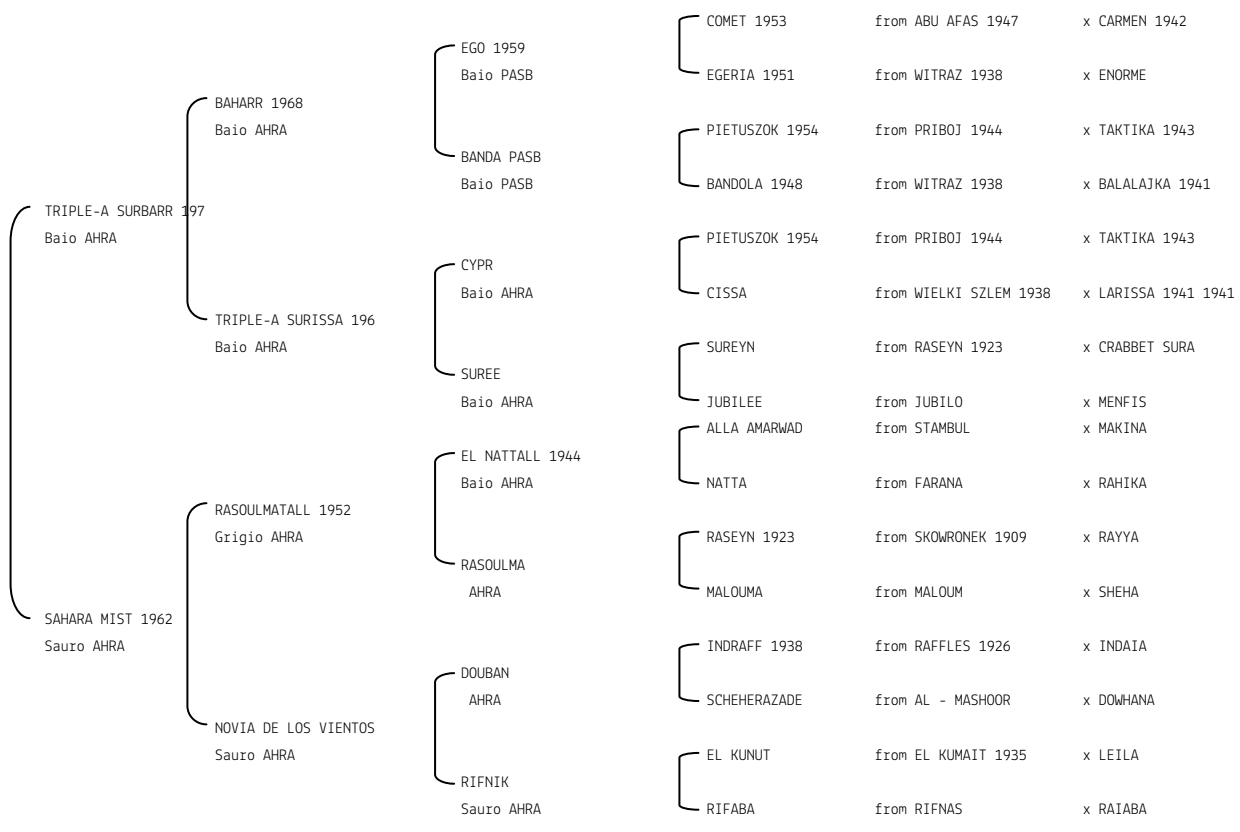 COMET 1953 from ABU AFAS 1947 x CARMEN 1942
EGO 1959
Baio PASB EGERIA 1951 from WITRAZ 1938 x ENORME
BAHARR 1968
Baio AHRA PIETUSZOK 1954 from PRIBOJ 1944 x TAKTIKA 1943
BANDA PASB
Baio PASB BANDOLA 1948 from WITRAZ 1938 x BALALAJKA 1941
TRIPLE-A SURBARR 197
Baio AHRA PIETUSZOK 1954 from PRIBOJ 1944 x TAKTIKA 1943
CYPR
Baio AHRA CISSA from WIELKI SZLEM 1938 x LARISSA 1941 1941
TRIPLE-A SURISSA 196
Baio AHRA SUREYN from RASEYN 1923 x CRABBET SURA
SUREE
Baio AHRA JUBILEE from JUBILO x MENFIS
ALLA AMARWAD from STAMBUL x MAKINA
EL NATTALL 1944
Baio AHRA NATTA from FARANA x RAHIKA
RASOULMATALL 1952
Grigio AHRA RASEYN 1923 from SKOWRONEK 1909 x RAYYA
RASOULMA
AHRA MALOUMA from MALOUM x SHEHA
SAHARA MIST 1962
Sauro AHRA INDRAFF 1938 from RAFFLES 1926 x INDAIA
DOUBAN
AHRA SCHEHERAZADE from AL - MASHOOR x DOWHANA
NOVIA DE LOS VIENTOS
Sauro AHRA EL KUNUT from EL KUMAIT 1935 x LEILA
RIFNIK
Sauro AHRA RIFABA from RIFNAS x RAIABA